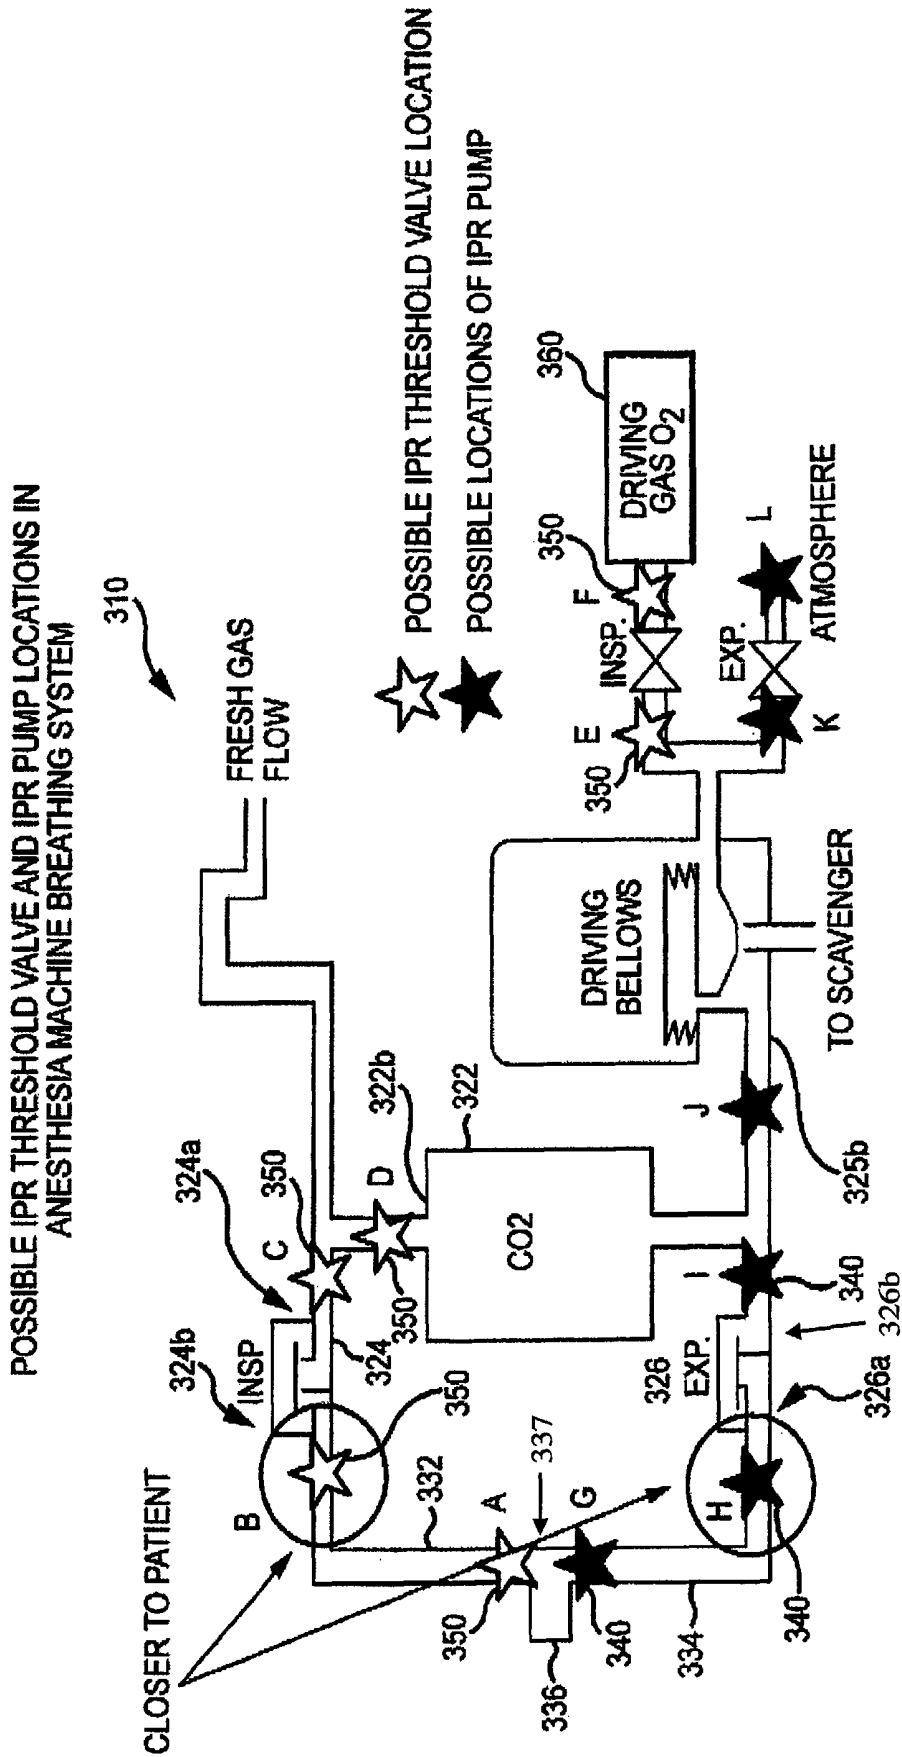 POSSIBLE IPR THRESHOLD VALVE AND IPR PUMP LOCATIONS IN
ANESTHESIA MACHINE BREATHING SYSTEM
310
FRESH GAS
FLOW
POSSIBLE IPR THRESHOLD VALVE LOCATION
POSSIBLE LOCATIONS OF IPR PUMP
CLOSER TO PATIENT
324b
324a
350
B
INSP
C
D
322b
322
350
324
350
332
CO2
A
337
G
350
336
340
334
H
340
326
EXP.
326a
326b
I
340
J
325b
DRIVING
BELLOWS
TO SCAVENGER
E
350
INSP.
F
350
360
DRIVING
GAS O2
EXP.
K
L
ATMOSPHERE